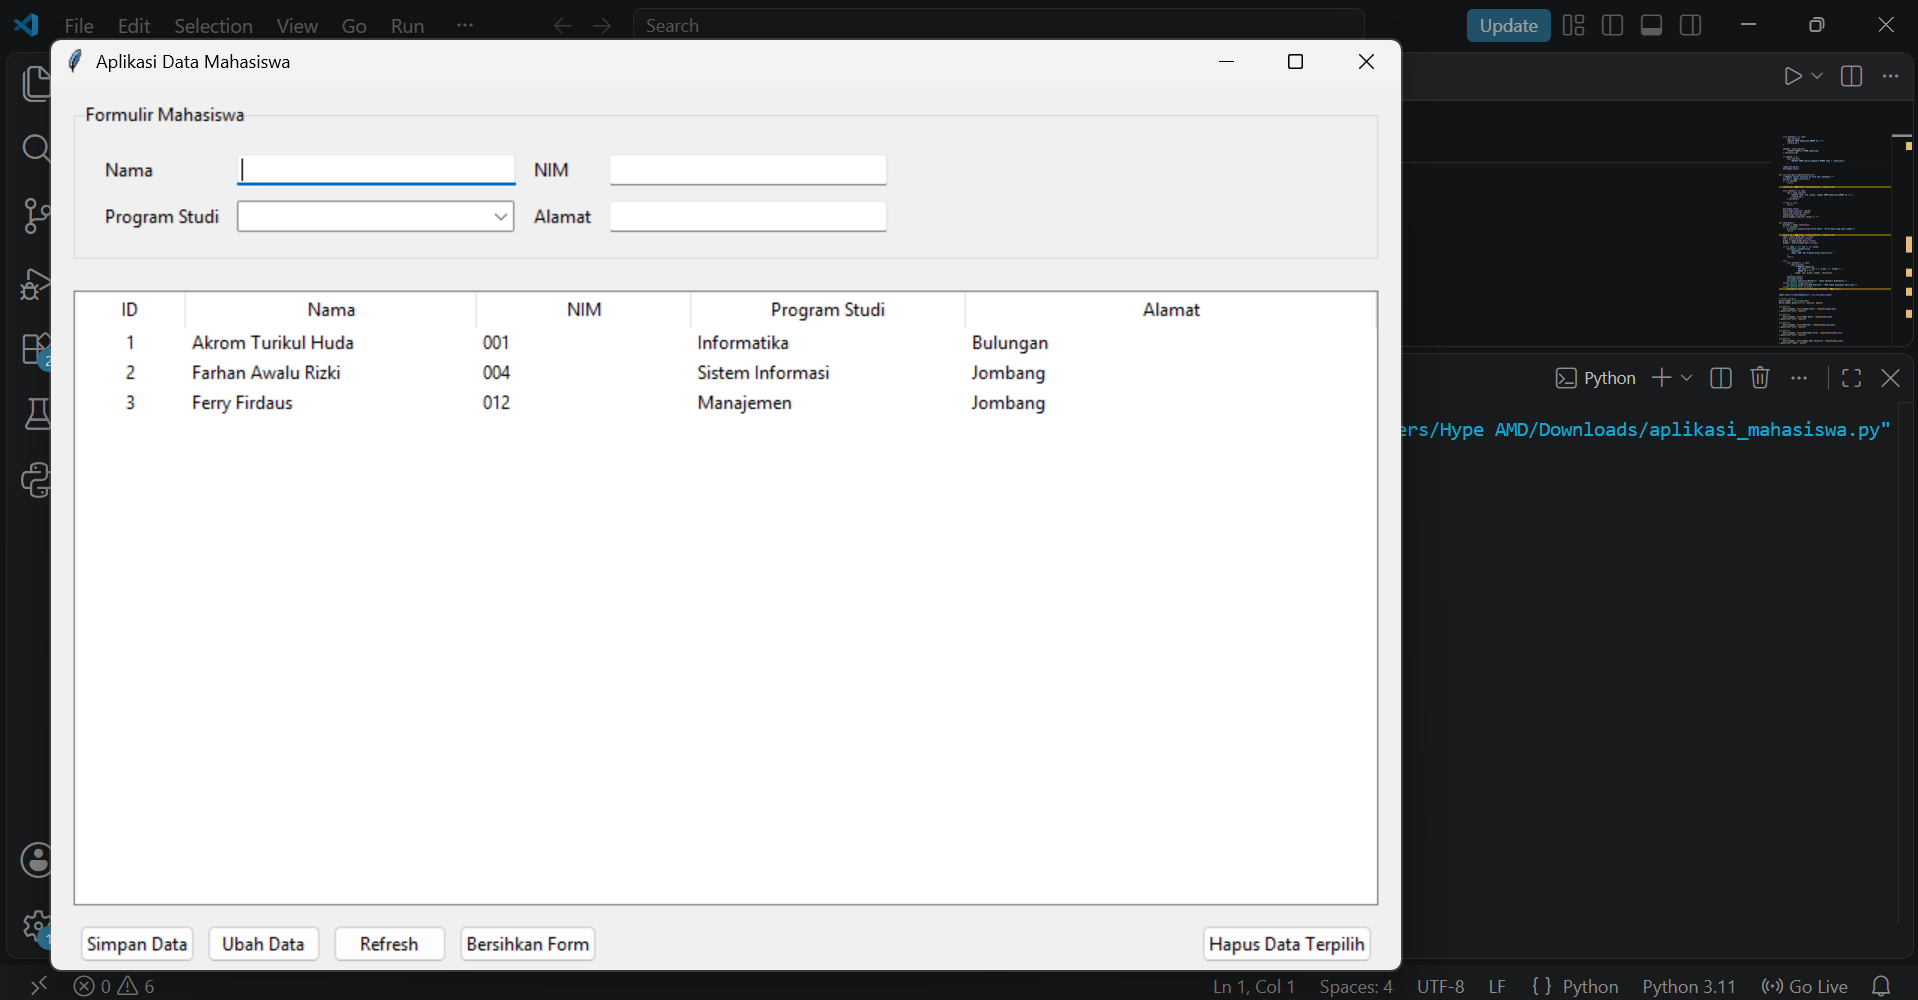 File Edit Selection View Go Run ··· Search Update
Aplikasi Data Mahasiswa
Formulir Mahasiswa
Nama NIM
Program Studi Alamat
ID Nama NIM Program Studi Alamat
1 Akrom Turikul Huda 001 Informatika Bulungan
2 Farhan Awalu Rizki 004 Sistem Informasi Jombang
3 Ferry Firdaus 012 Manajemen Jombang
Simpan Data Ubah Data Refresh Bersihkan Form Hapus Data Terpilih
Python
ers/Hype AMD/Downloads/aplikasi_mahasiswa.py"
0 6 Ln 1, Col 1 Spaces: 4 UTF-8 LF { } Python Python 3.11 Go Live